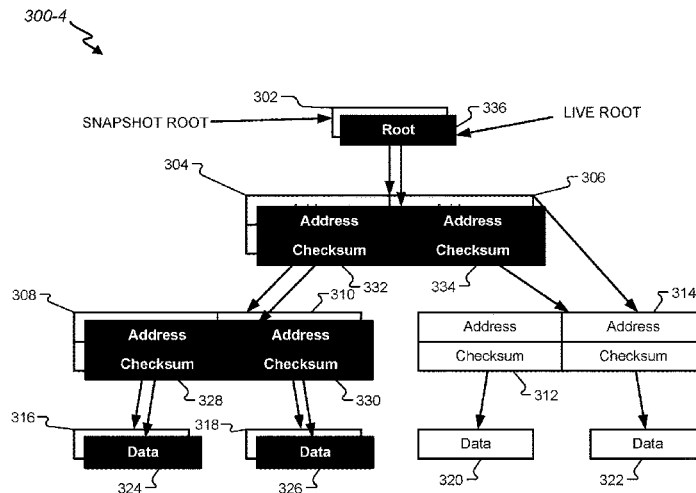 300-4
302
336
SNAPSHOT ROOT
Root
LIVE ROOT
304
306
Address Address
Checksum Checksum
308
310
332
334
314
Address Address
Address Address
Checksum Checksum
Checksum Checksum
328
330
312
316
318
Data
Data
Data
Data
324
326
320
322